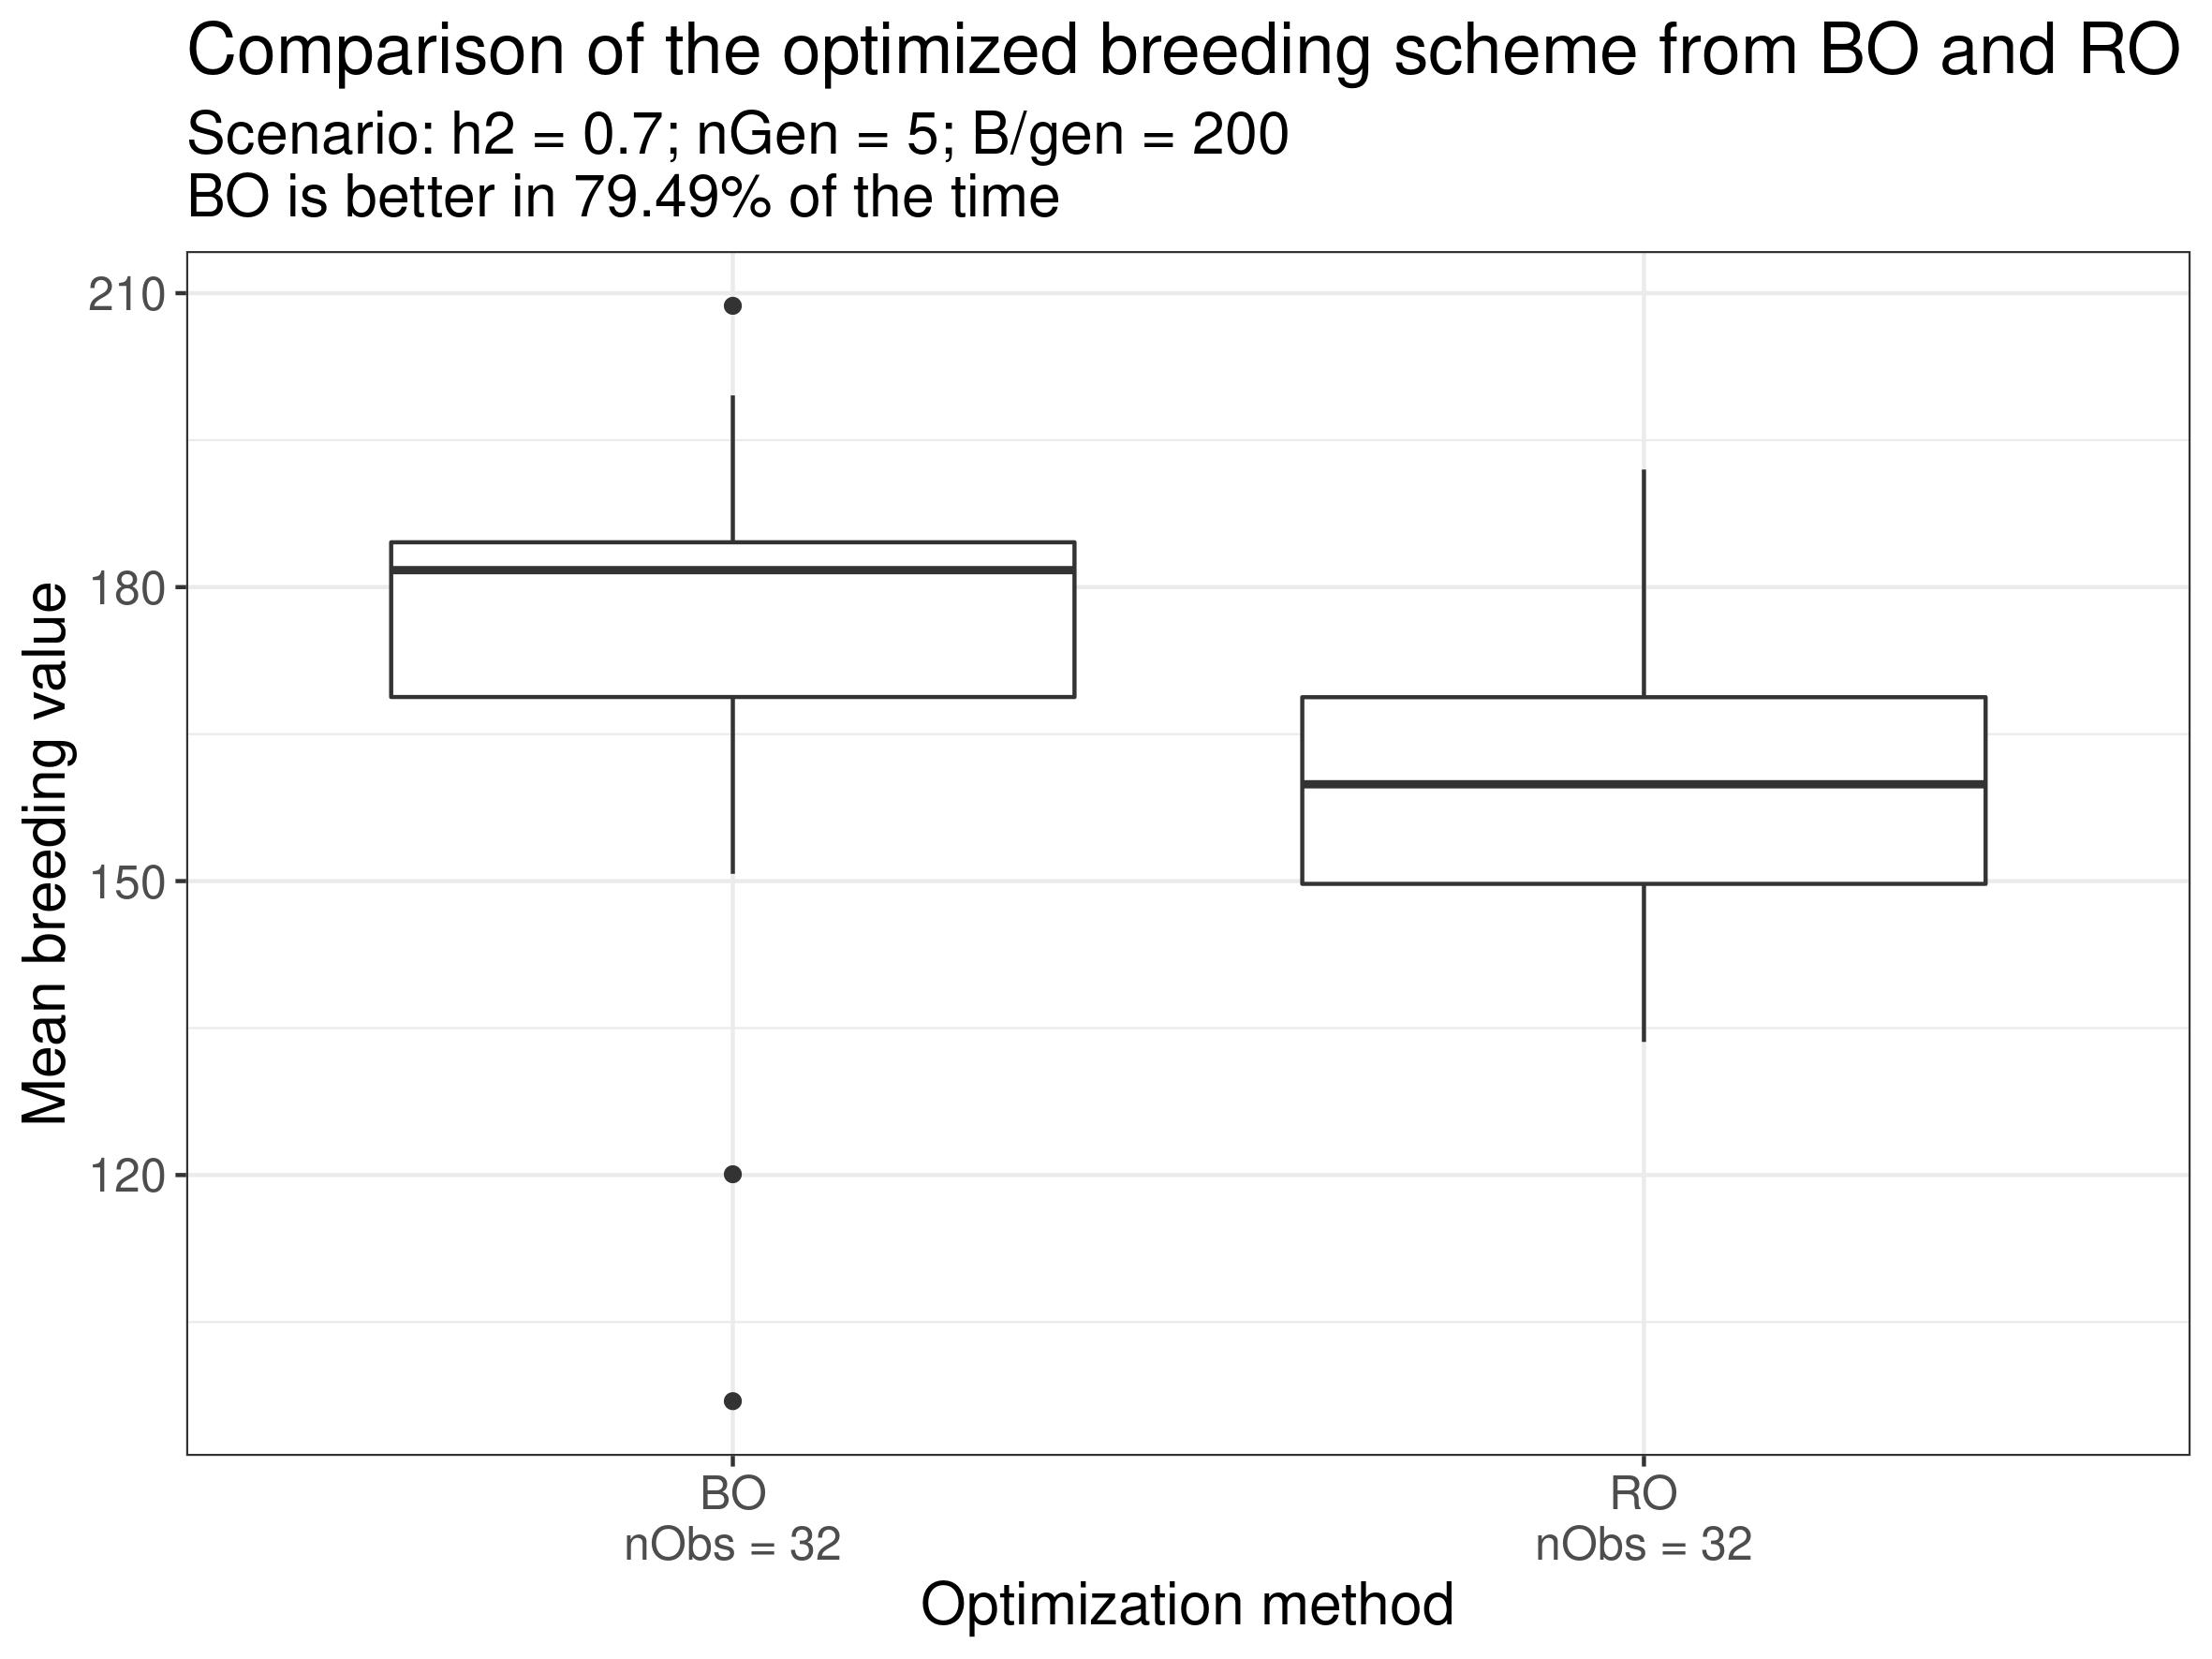 Comparison of the optimized breeding scheme from BO and RO
Scenario: h2 = 0.7; nGen = 5; B/gen = 200
BO is better in 79.49% of the time
Mean breeding value
210
180
150
120
BO
nObs = 32
RO
nObs = 32
Optimization method